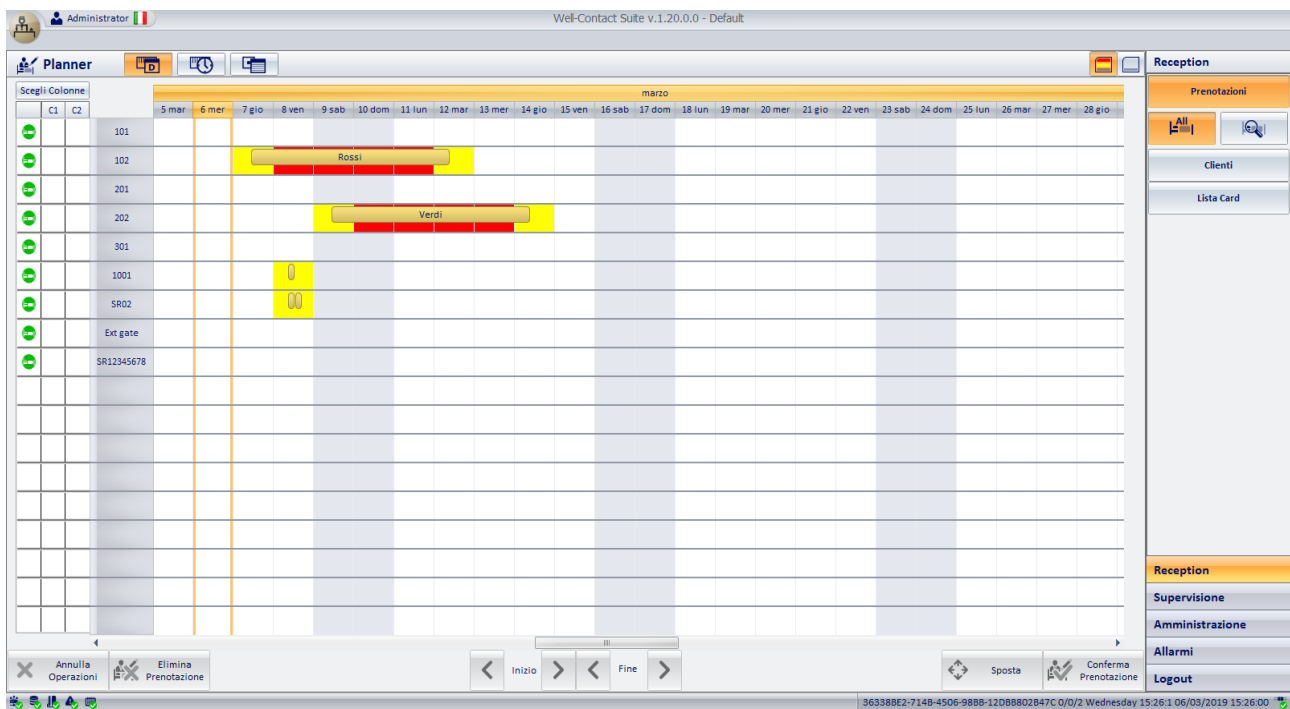 Administrator
Well-Contact Suite v.1.20.0.0 - Default
Planner
D
Reception
Scegli Colonne
marzo
Prenotazioni
C1 C2
5 mar 6 mer 7 gio 8 ven 9 sab 10 dom 11 lun 12 mar 13 mer 14 gio 15 ven 16 sab 17 dom 18 lun 19 mar 20 mer 21 gio 22 ven 23 sab 24 dom 25 lun 26 mar 27 mer 28 gio
All
101
102
Rossi
Clienti
201
Lista Card
202
Verdi
301
1001
SR02
Ext gate
SR12345678
Reception
Supervisione
Amministrazione
Allarmi
Logout
Annulla
Operazioni
Elimina
Prenotazione
Inizio
Fine
Sposta
Conferma
Prenotazione
36338BE2-714B-4506-98BB-12DBB802B47C 0/0/2 Wednesday 15:26:1 06/03/2019 15:26:00